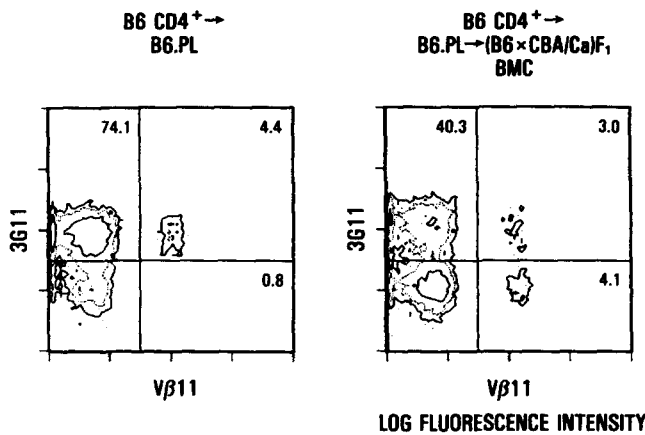 B6 CD4⁺→
B6.PL
B6 CD4⁺→
B6.PL→(B6×CBA/Ca)F₁
BMC
74.1
4.4
0.8
3G11
Vβ11
40.3
3.0
4.1
3G11
Vβ11
LOG FLUORESCENCE INTENSITY